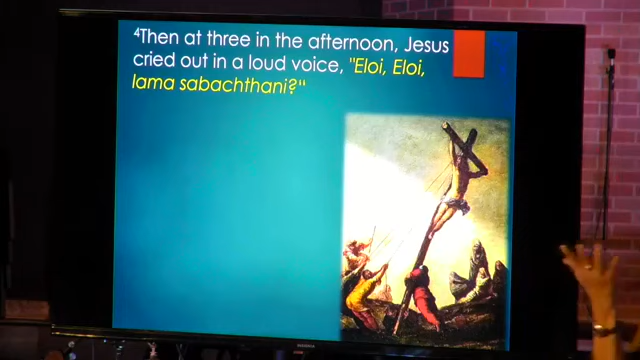 ⁴Then at three in the afternoon, Jesus
cried out in a loud voice, "Eloi, Eloi,
lama sabachthani?"